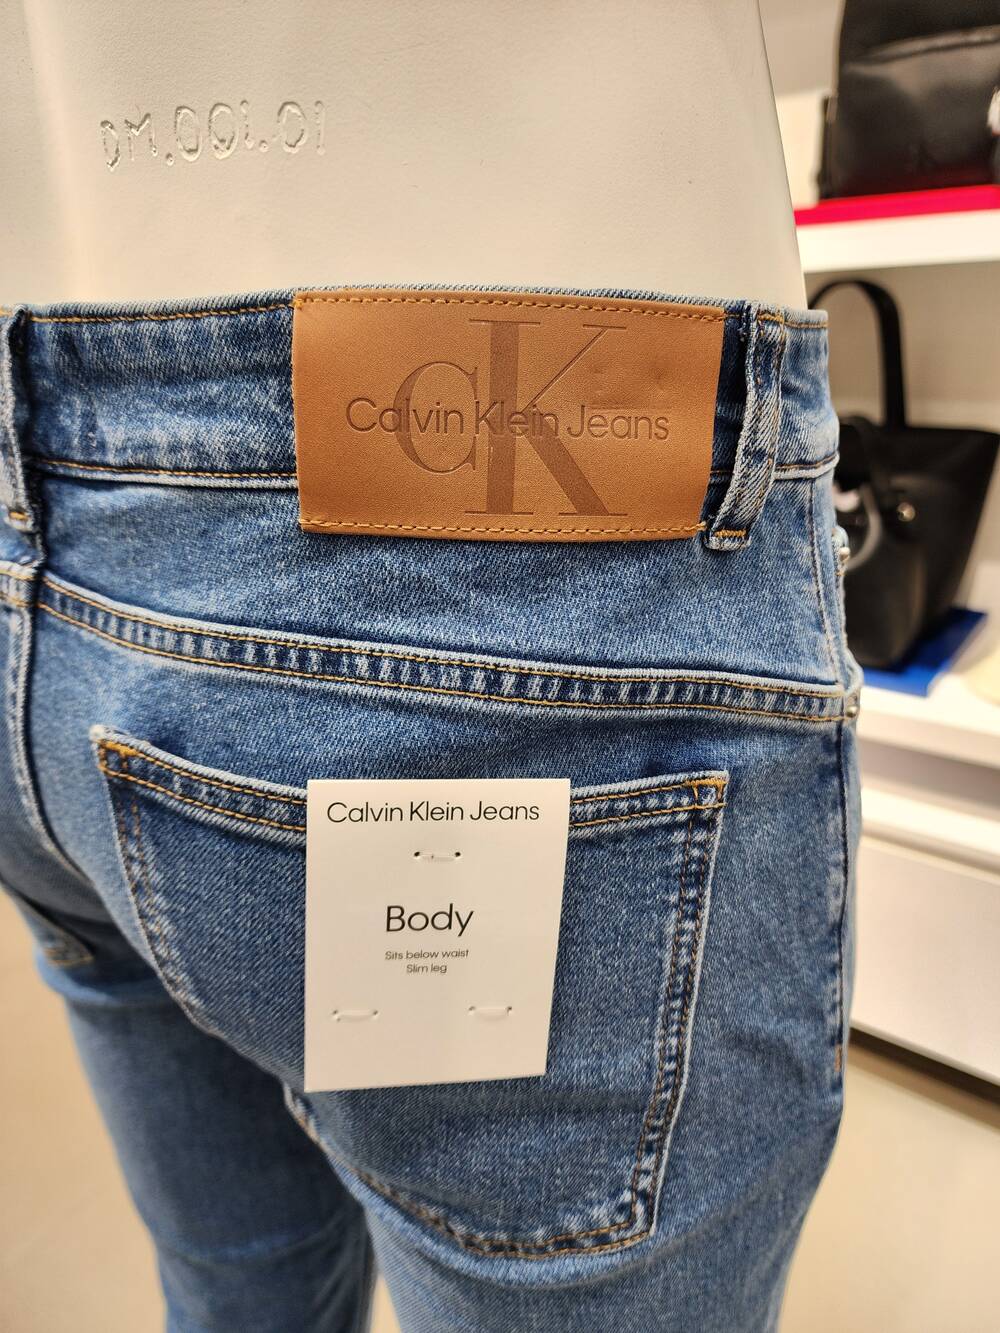 DM.001.01
CK
Calvin Klein Jeans
Calvin Klein Jeans
Body
Sits below waist
Slim leg